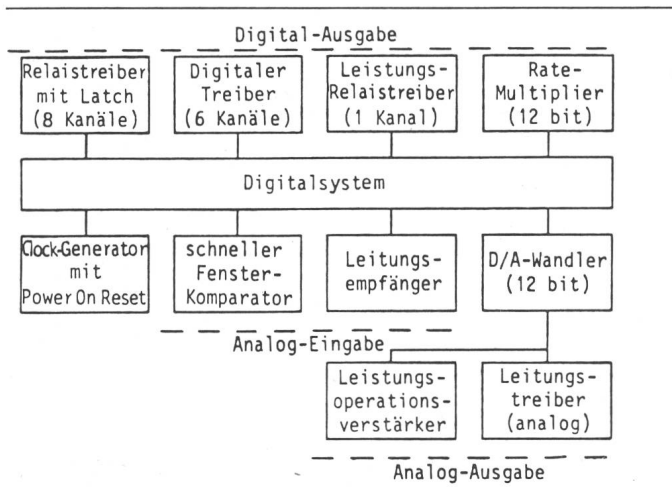 Digital-Ausgabe
Relaistreiber
mit Latch
(8 Kanäle)
Digitaler
Treiber
(6 Kanäle)
Leistungs-
Relaistreiber
(1 Kanal)
Rate-
Multiplier
(12 bit)
Digitalsystem
Clock-Generator
mit
Power On Reset
schneller
Fenster-
Komparator
Leitungs-
empfänger
D/A-Wandler
(12 bit)
Analog-Eingabe
Leistungs-
operations-
verstärker
Leitungs-
treiber
(analog)
Analog-Ausgabe